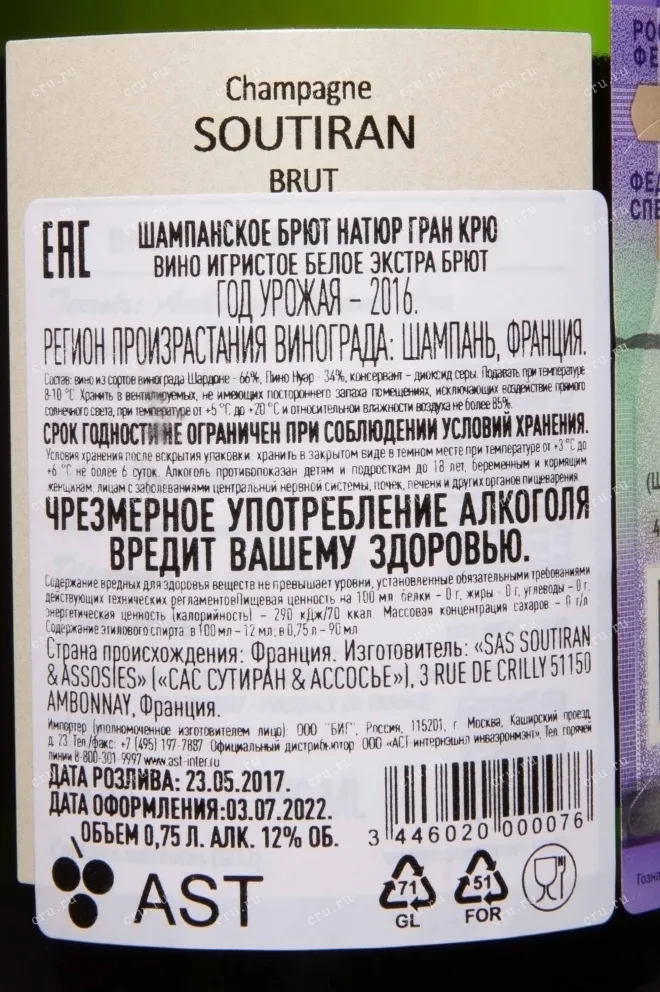 Champagne
SOUTIRAN
BRUT
EAC
ШАМПАНСКОЕ БРЮТ НАТЮР ГРАН КРЮ
ВИНО ИГРИСТОЕ БЕЛОЕ ЭКСТРА БРЮТ
ГОД УРОЖАЯ – 2016.
РЕГИОН ПРОИЗРАСТАНИЯ ВИНОГРАДА: ШАМПАНЬ, ФРАНЦИЯ.
Состав: вино из сортов винограда Шардоне - 66%, Пино Нуар - 34%, консервант – диоксид серы. Подавать при температуре
8-10 °С. Хранить в вентилируемых, не имеющих постороннего запаха помещениях, исключающих воздействие прямого
солнечного света, при температуре от +5 °С до +20 °С и относительной влажности воздуха не более 85%.
СРОК ГОДНОСТИ НЕ ОГРАНИЧЕН ПРИ СОБЛЮДЕНИИ УСЛОВИЙ ХРАНЕНИЯ.
Условия хранения после вскрытия упаковки: хранить в закрытом виде в темном месте при температуре от +3 °С до
+6 °С не более 6 суток. Алкоголь противопоказан детям и подросткам до 18 лет, беременным и кормящим
женщинам, лицам с заболеваниями центральной нервной системы, почек, печени и других органов пищеварения.
ЧРЕЗМЕРНОЕ УПОТРЕБЛЕНИЕ АЛКОГОЛЯ
ВРЕДИТ ВАШЕМУ ЗДОРОВЬЮ.
Содержание вредных для здоровья веществ не превышает уровни, установленные обязательными требованиями
действующих технических регламентов.Пищевая ценность на 100 мл: белки – 0 г, жиры – 0 г, углеводы – 0 г,
энергетическая ценность (калорийность) – 290 кДж/70 ккал. Массовая концентрация сахаров – 0 г/л
Содержание этилового спирта: в 100 мл - 12 мл; в 0,75 л – 90 мл
Страна происхождения: Франция. Изготовитель: «SAS SOUTIRAN
& ASSOSIES» («САС СУТИРАН & АССОСЬЕ»), 3 RUE DE CRILLY 51150
AMBONNAY, Франция.
Импортер (уполномоченное изготовителем лицо): ООО "БИГ", Россия, 115201, г. Москва, Каширский проезд,
д. 23. Тел./факс: +7 (495) 197-7887 Официальный дистрибьютор: ООО «АСТ-интернэшнл инваэронмэнт». Тел. горячей
линии 8-800-301-9997 www.ast-inter.ru
ДАТА РОЗЛИВА: 23.05.2017.
ДАТА ОФОРМЛЕНИЯ:03.07.2022.
ОБЪЕМ 0,75 Л. АЛК. 12% ОБ.
3 446020 000076
AST
71
GL
51
FOR
РО
ФЕ
ФЕД
СПЕ
(Ш
4
Гозна
cru.ru